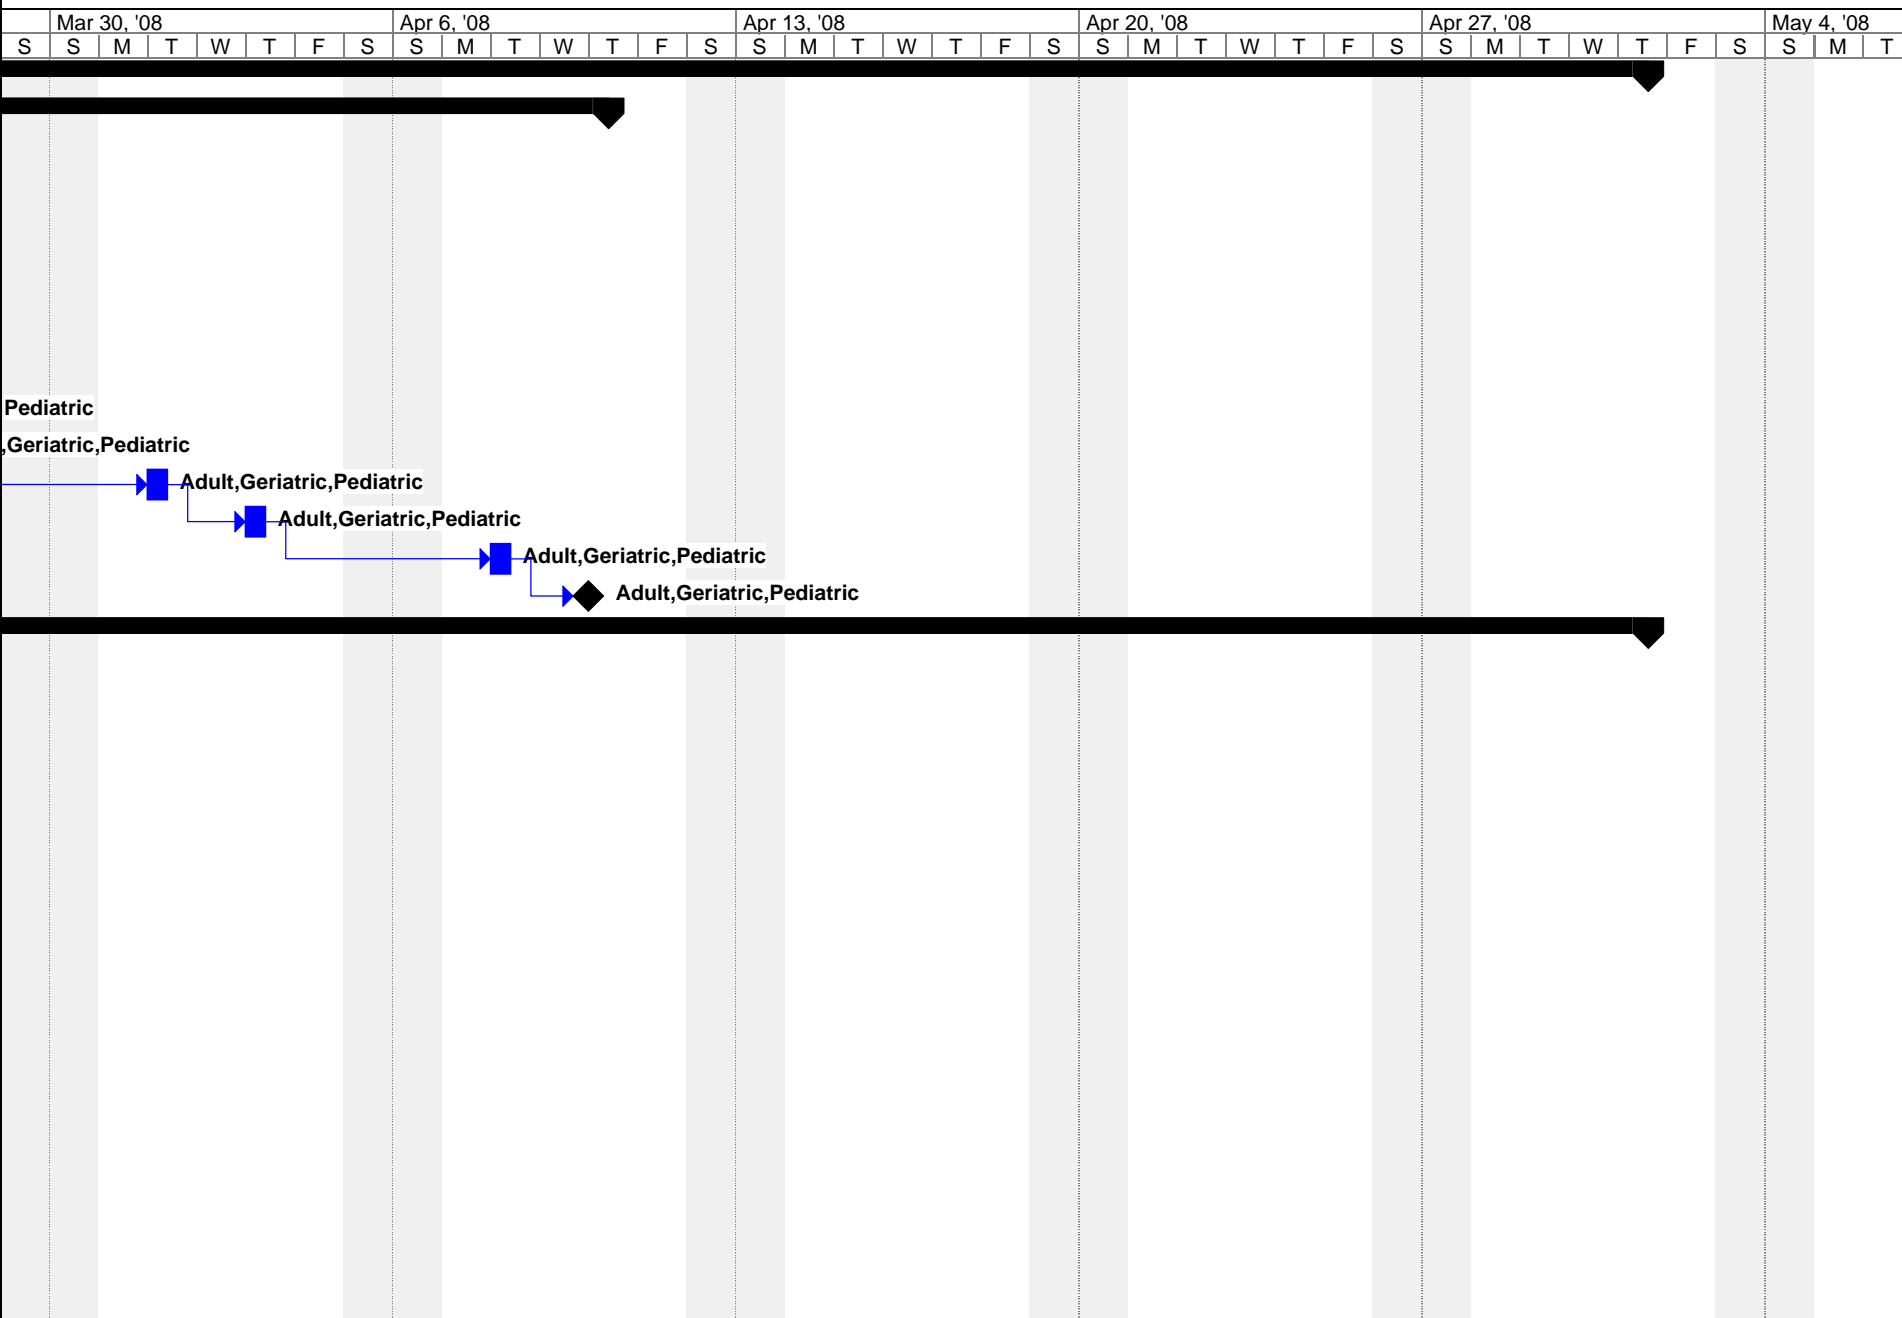 Mar 30, '08 Apr 6, '08 Apr 13, '08 Apr 20, '08 Apr 27, '08 May 4, '08
S S M T W T F S S M T W T F S S M T W T F S S M T W T F S S M T W T F S S M T
Pediatric
,Geriatric,Pediatric
Adult,Geriatric,Pediatric
Adult,Geriatric,Pediatric
Adult,Geriatric,Pediatric
Adult,Geriatric,Pediatric